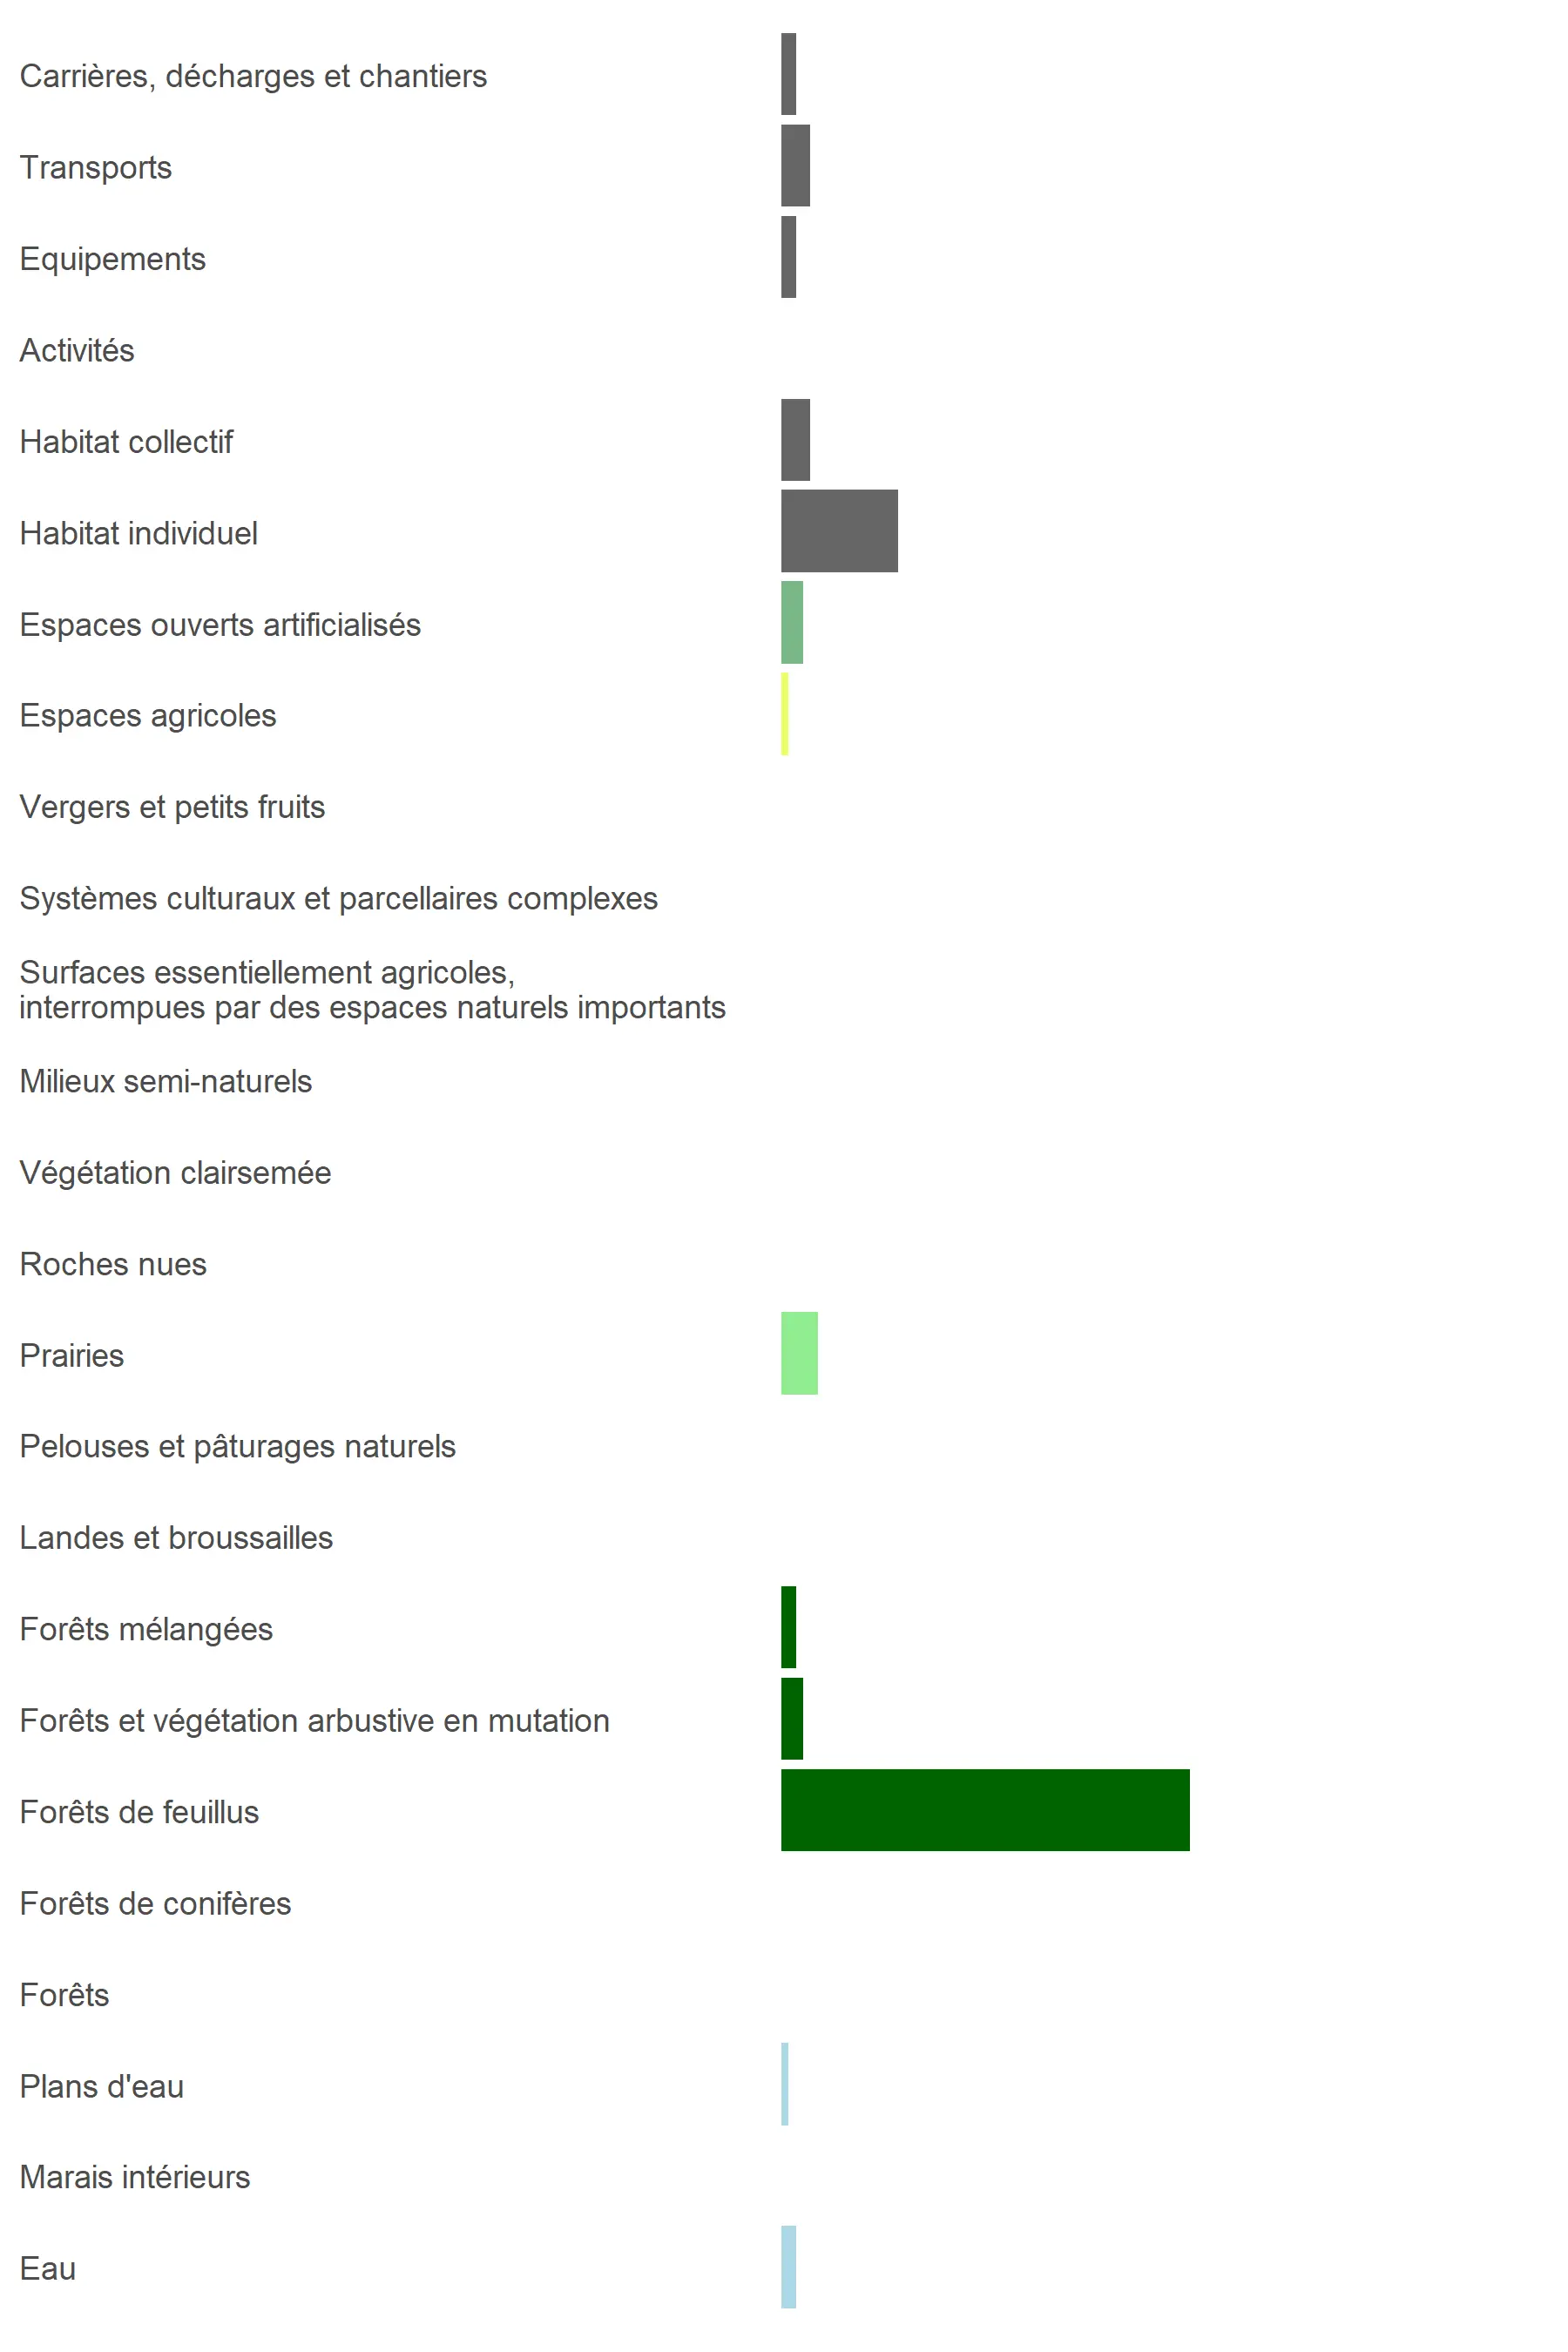 Carrières, décharges et chantiers
Transports
Equipements
Activités
Habitat collectif
Habitat individuel
Espaces ouverts artificialisés
Espaces agricoles
Vergers et petits fruits
Systèmes culturaux et parcellaires complexes
Surfaces essentiellement agricoles,
interrompues par des espaces naturels importants
Milieux semi-naturels
Végétation clairsemée
Roches nues
Prairies
Pelouses et pâturages naturels
Landes et broussailles
Forêts mélangées
Forêts et végétation arbustive en mutation
Forêts de feuillus
Forêts de conifères
Forêts
Plans d'eau
Marais intérieurs
Eau